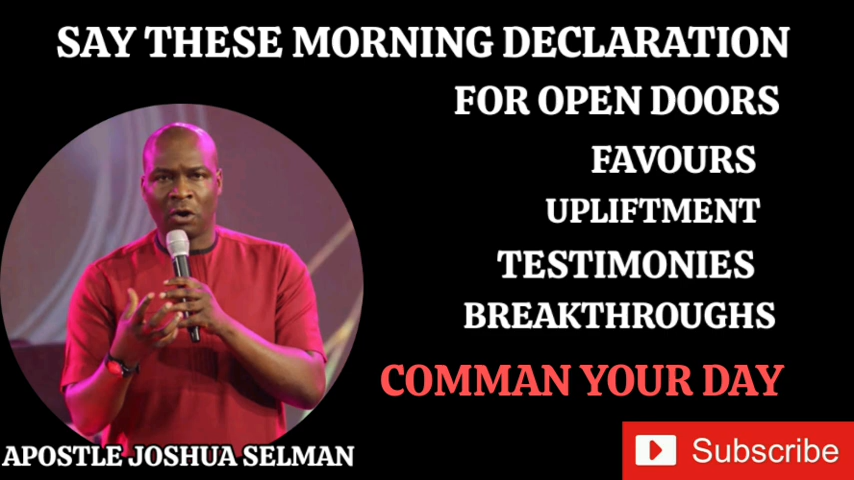 SAY THESE MORNING DECLARATION
FOR OPEN DOORS
FAVOURS
UPLIFTMENT
TESTIMONIES
BREAKTHROUGHS
COMMAN YOUR DAY
APOSTLE JOSHUA SELMAN
Subscribe